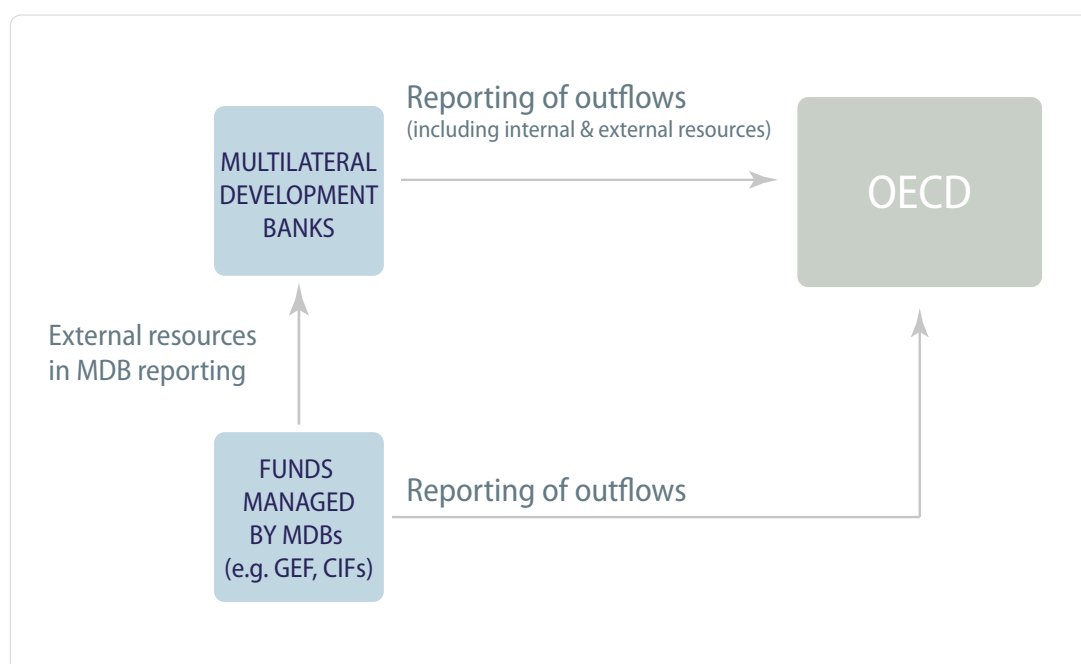 Reporting of outflows
(including internal & external resources)
MULTILATERAL
DEVELOPMENT
BANKS
OECD
External resources
in MDB reporting
FUNDS
MANAGED
BY MDBs
(e.g. GEF, CIFs)
Reporting of outflows